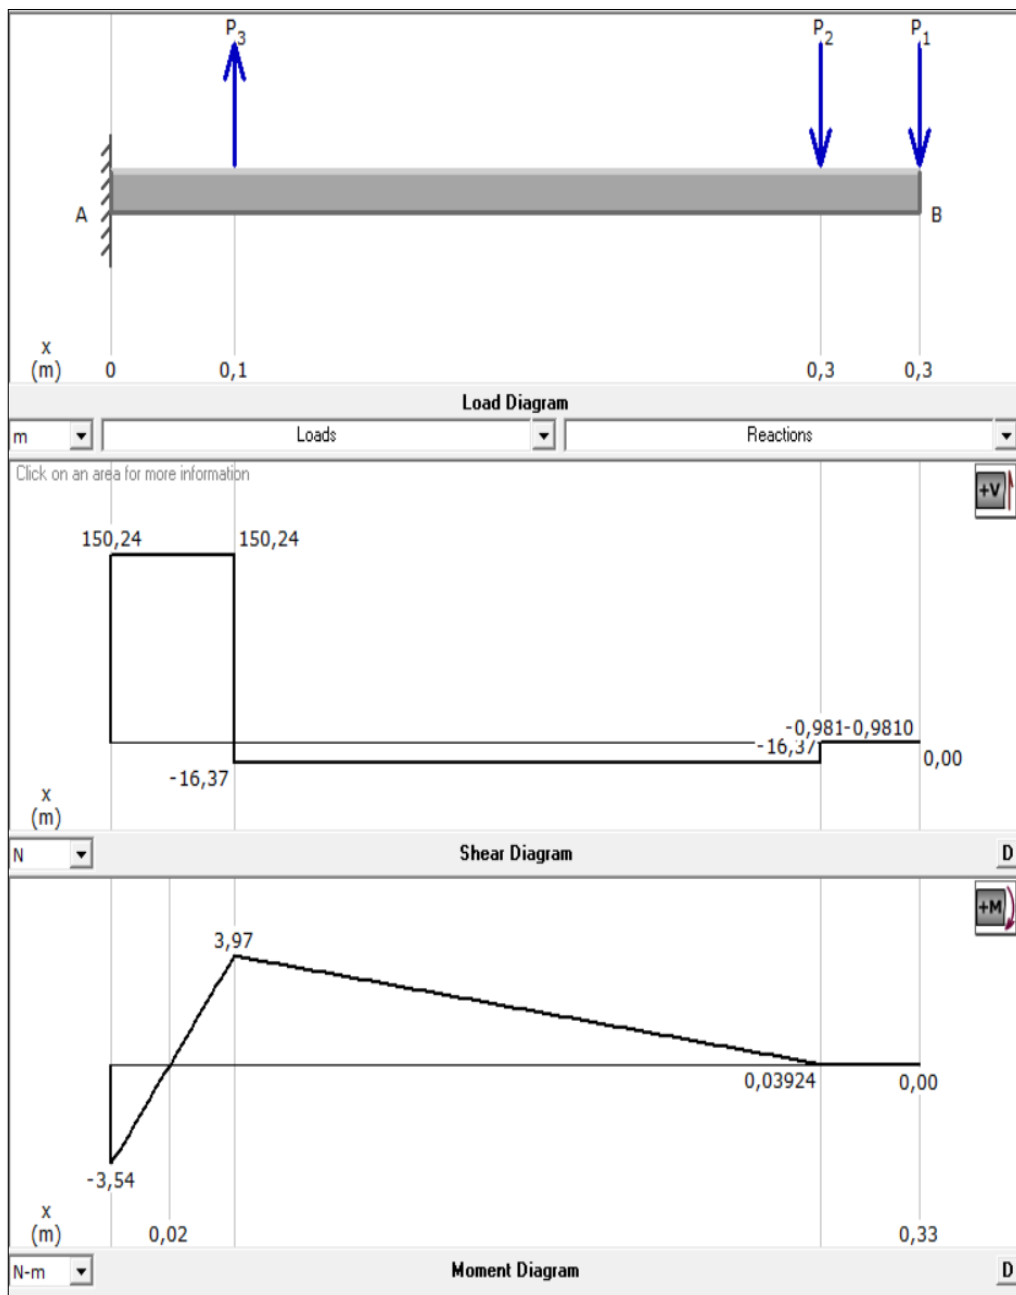 P3 P2 P1
A B
x
(m) 0 0,1 0,3 0,3
Load Diagram
m Loads Reactions
Click on an area for more information
+V
150,24 150,24
-0,981 -0,9810
-16,37
0,00
-16,37
x
(m)
N Shear Diagram D
+M
3,97
0,03924 0,00
-3,54
x
(m) 0,02 0,33
N-m Moment Diagram D